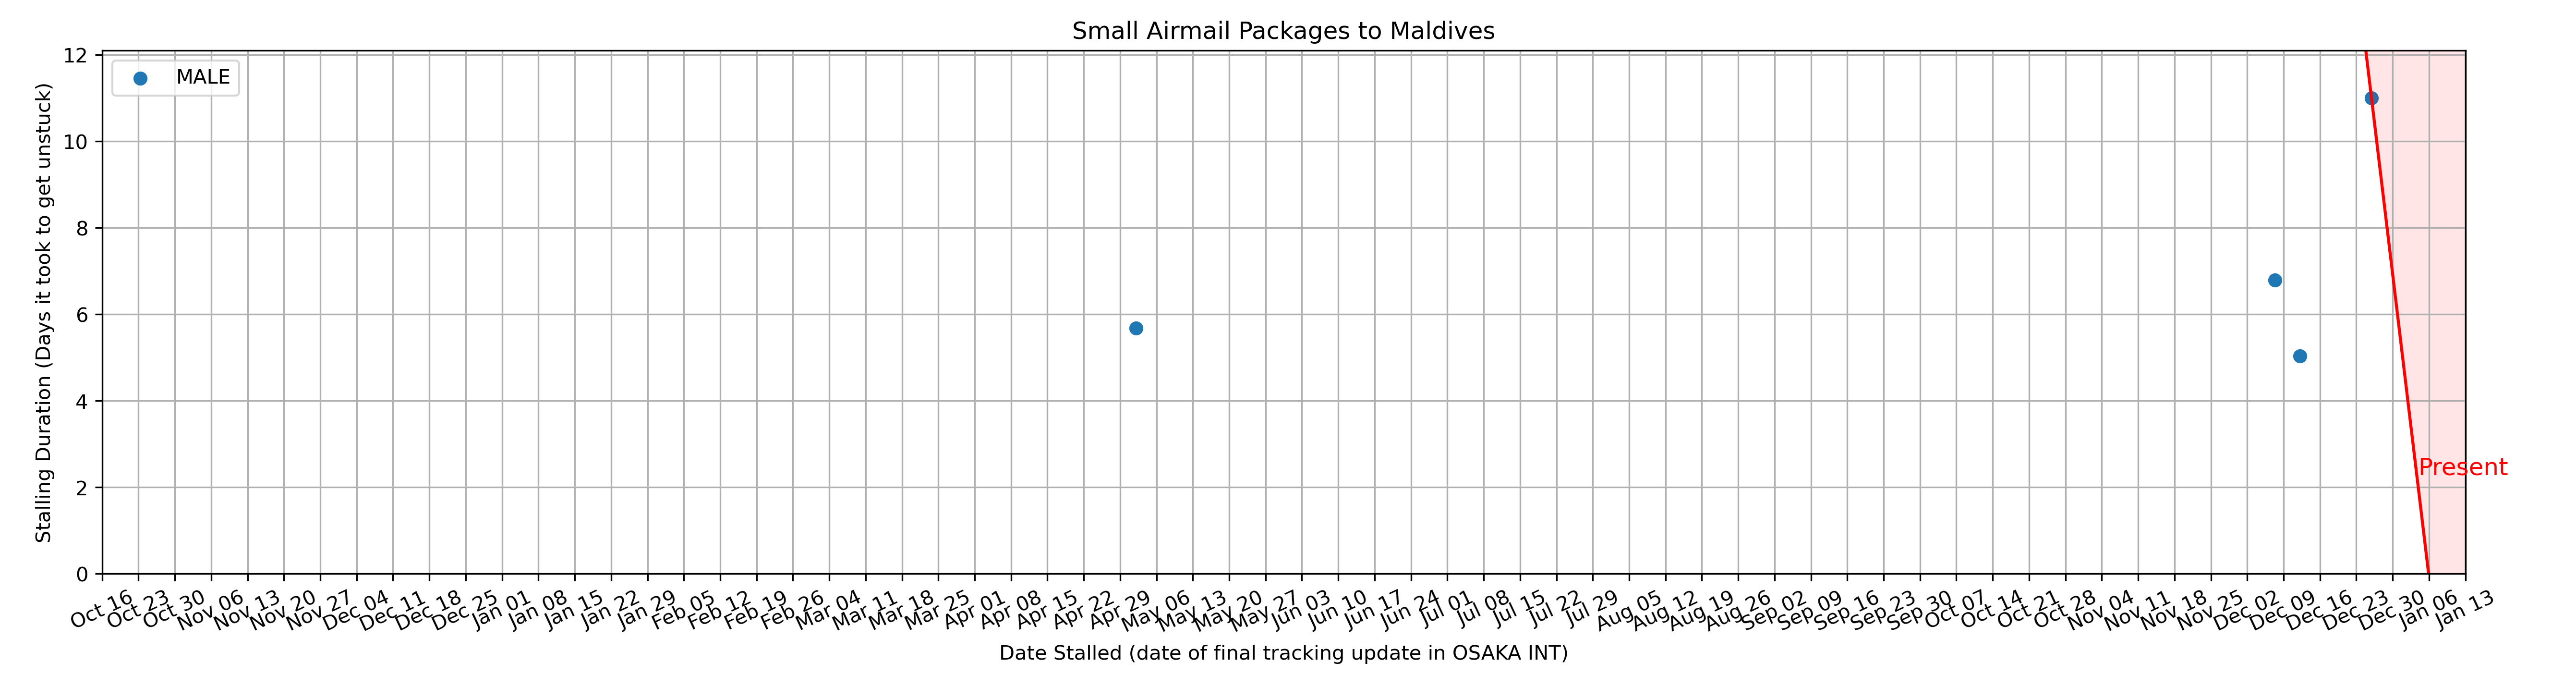 Small Airmail Packages to Maldives
MALE
Stalling Duration (Days it took to get unstuck)
12
10
8
6
4
2
0
Present
Oct 16
Oct 23
Oct 30
Nov 06
Nov 13
Nov 20
Nov 27
Dec 04
Dec 11
Dec 18
Dec 25
Jan 01
Jan 08
Jan 15
Jan 22
Jan 29
Feb 05
Feb 12
Feb 19
Feb 26
Mar 04
Mar 11
Mar 18
Mar 25
Apr 01
Apr 08
Apr 15
Apr 22
Apr 29
May 06
May 13
May 20
May 27
Jun 03
Jun 10
Jun 17
Jun 24
Jul 01
Jul 08
Jul 15
Jul 22
Jul 29
Aug 05
Aug 12
Aug 19
Aug 26
Sep 02
Sep 09
Sep 16
Sep 23
Sep 30
Oct 07
Oct 14
Oct 21
Oct 28
Nov 04
Nov 11
Nov 18
Nov 25
Dec 02
Dec 09
Dec 16
Dec 23
Dec 30
Jan 06
Jan 13
Date Stalled (date of final tracking update in OSAKA INT)